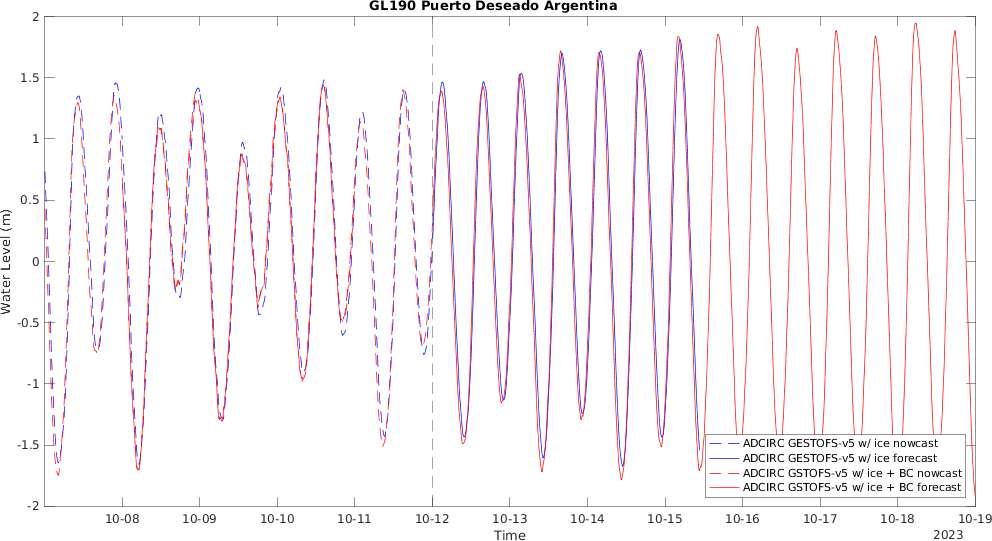 GL190 Puerto Deseado Argentina
2
1.5
1
0.5
0
-0.5
-1
-1.5
-2
Water Level (m)
ADCIRC GESTOFS-v5 w/ ice nowcast
ADCIRC GESTOFS-v5 w/ ice forecast
ADCIRC GSTOFS-v5 w/ ice + BC nowcast
ADCIRC GSTOFS-v5 w/ ice + BC forecast
10-08 10-09 10-10 10-11 10-12 10-13 10-14 10-15 10-16 10-17 10-18 10-19
Time
2023